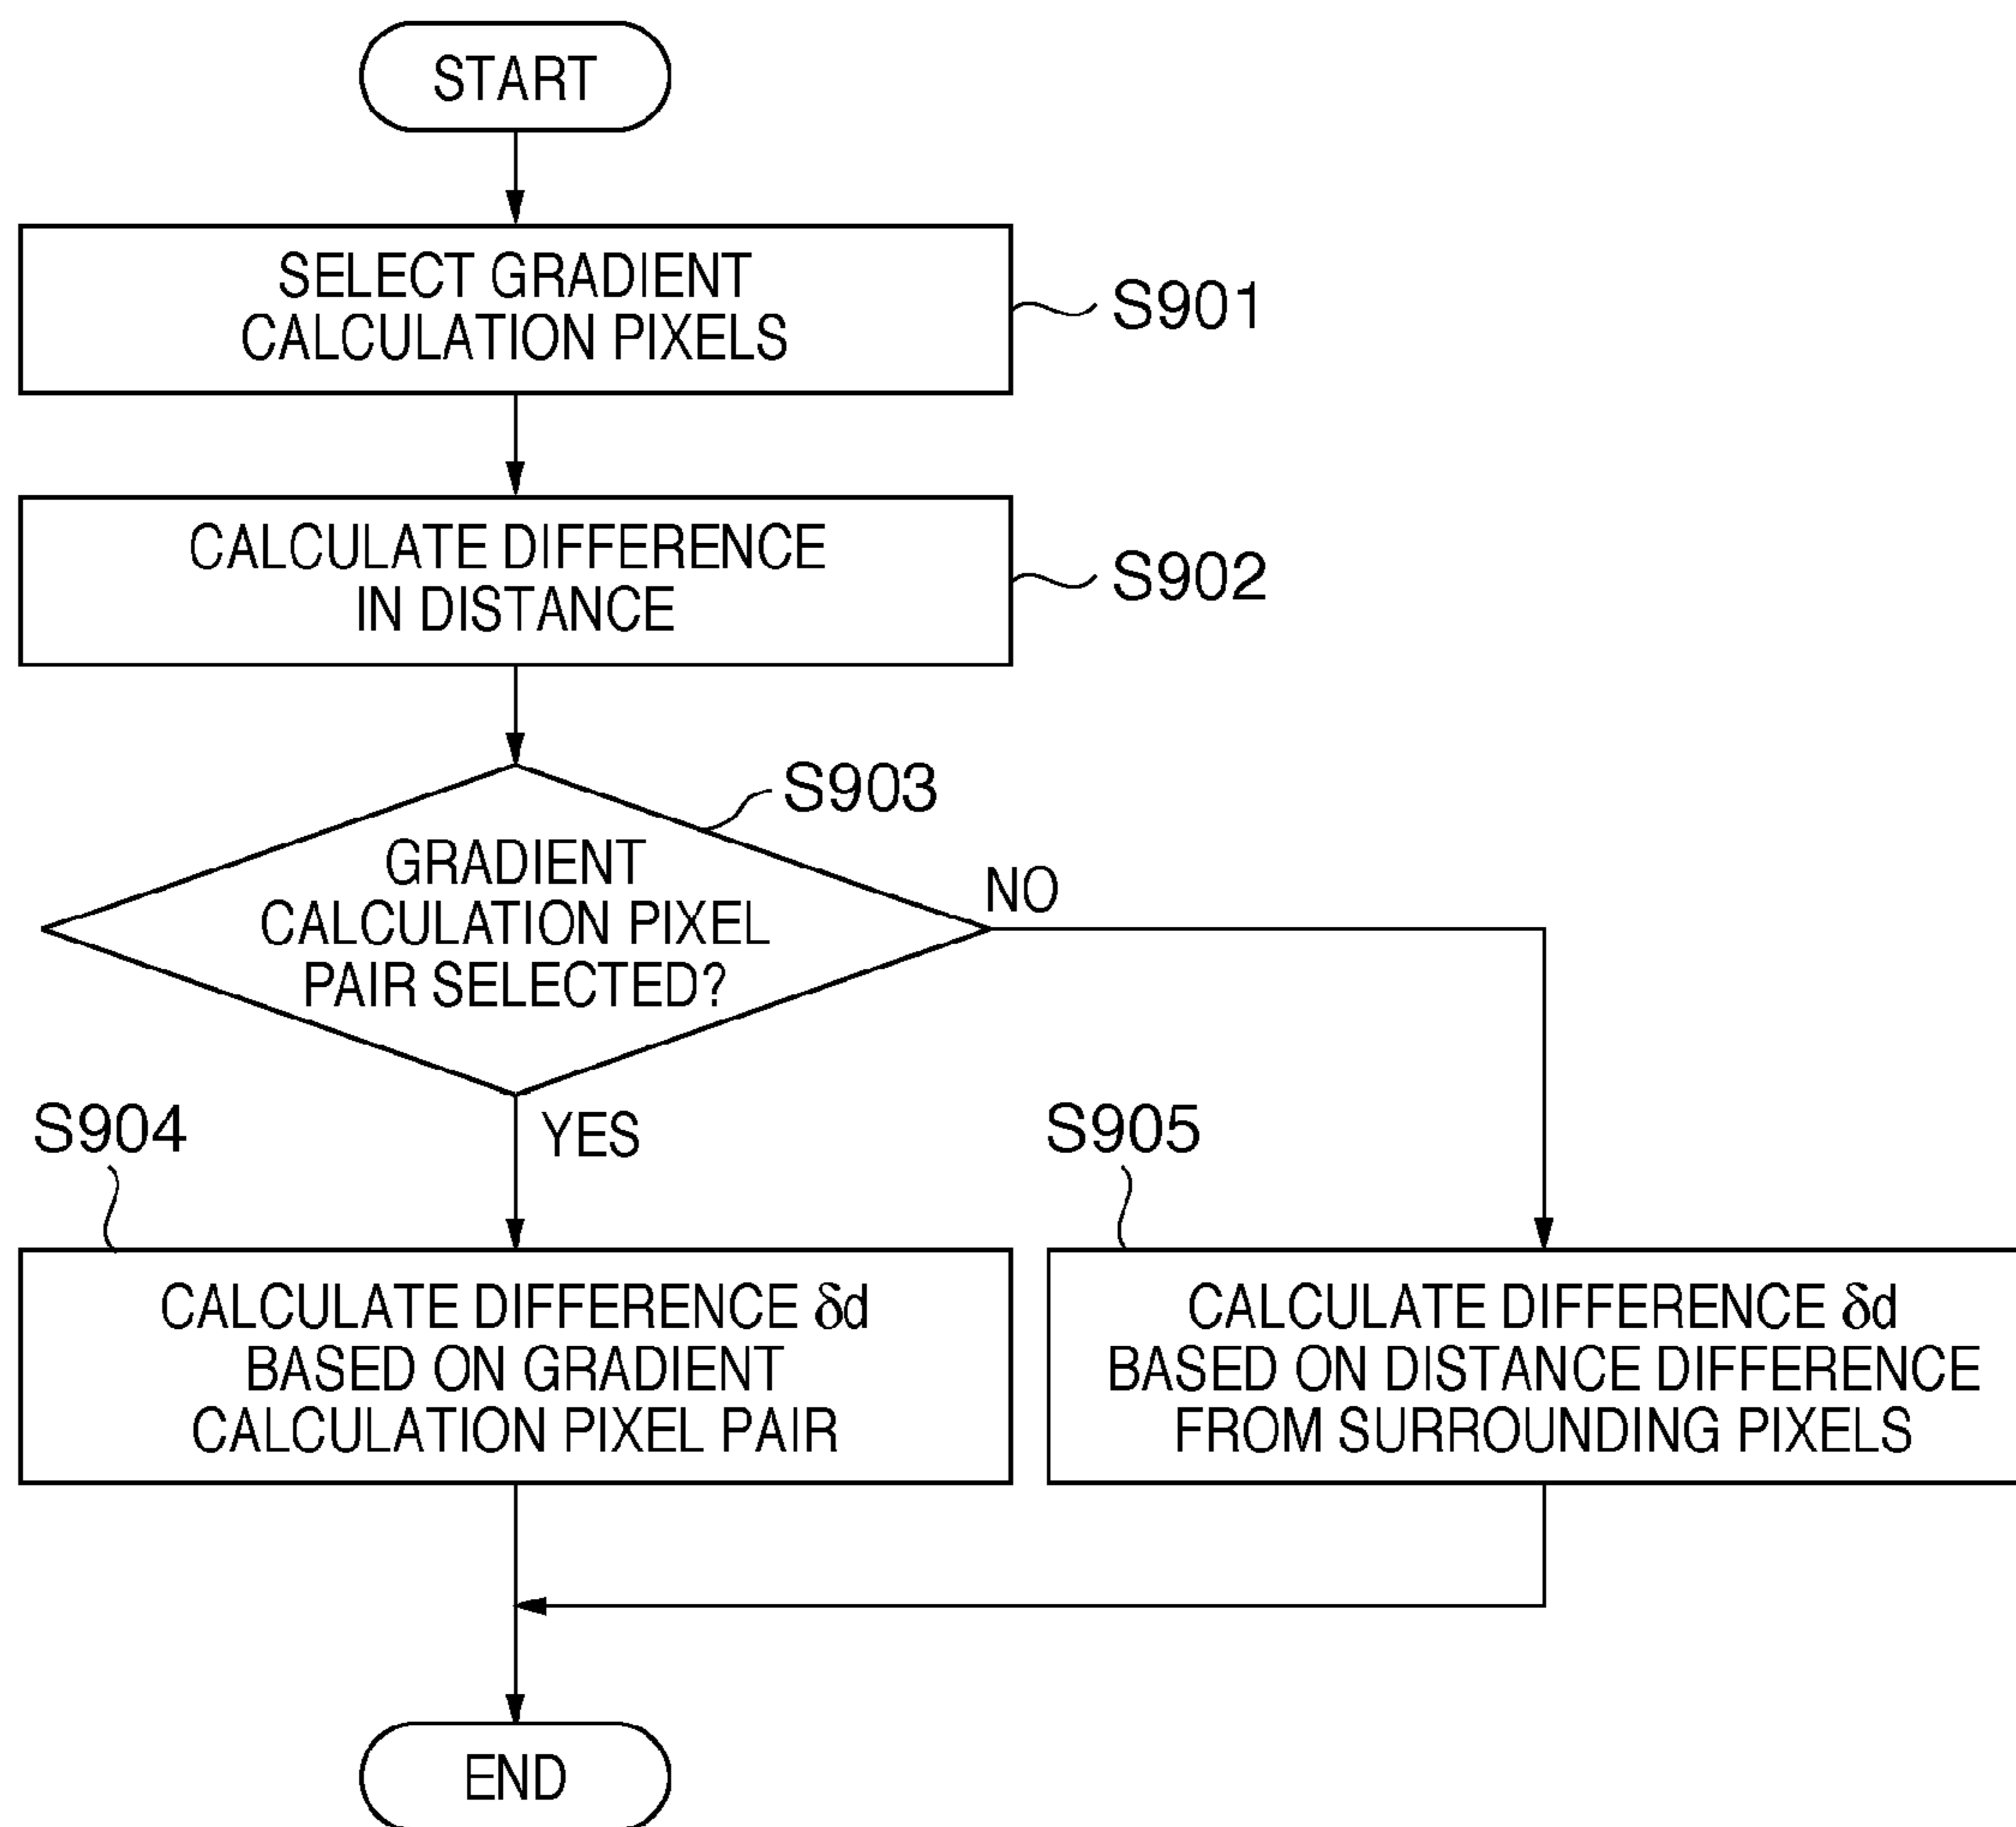 START
SELECT GRADIENT
CALCULATION PIXELS
S901
CALCULATE DIFFERENCE
IN DISTANCE
S902
S903
GRADIENT
CALCULATION PIXEL
PAIR SELECTED?
NO
YES
S904
CALCULATE DIFFERENCE δd
BASED ON GRADIENT
CALCULATION PIXEL PAIR
S905
CALCULATE DIFFERENCE δd
BASED ON DISTANCE DIFFERENCE
FROM SURROUNDING PIXELS
END